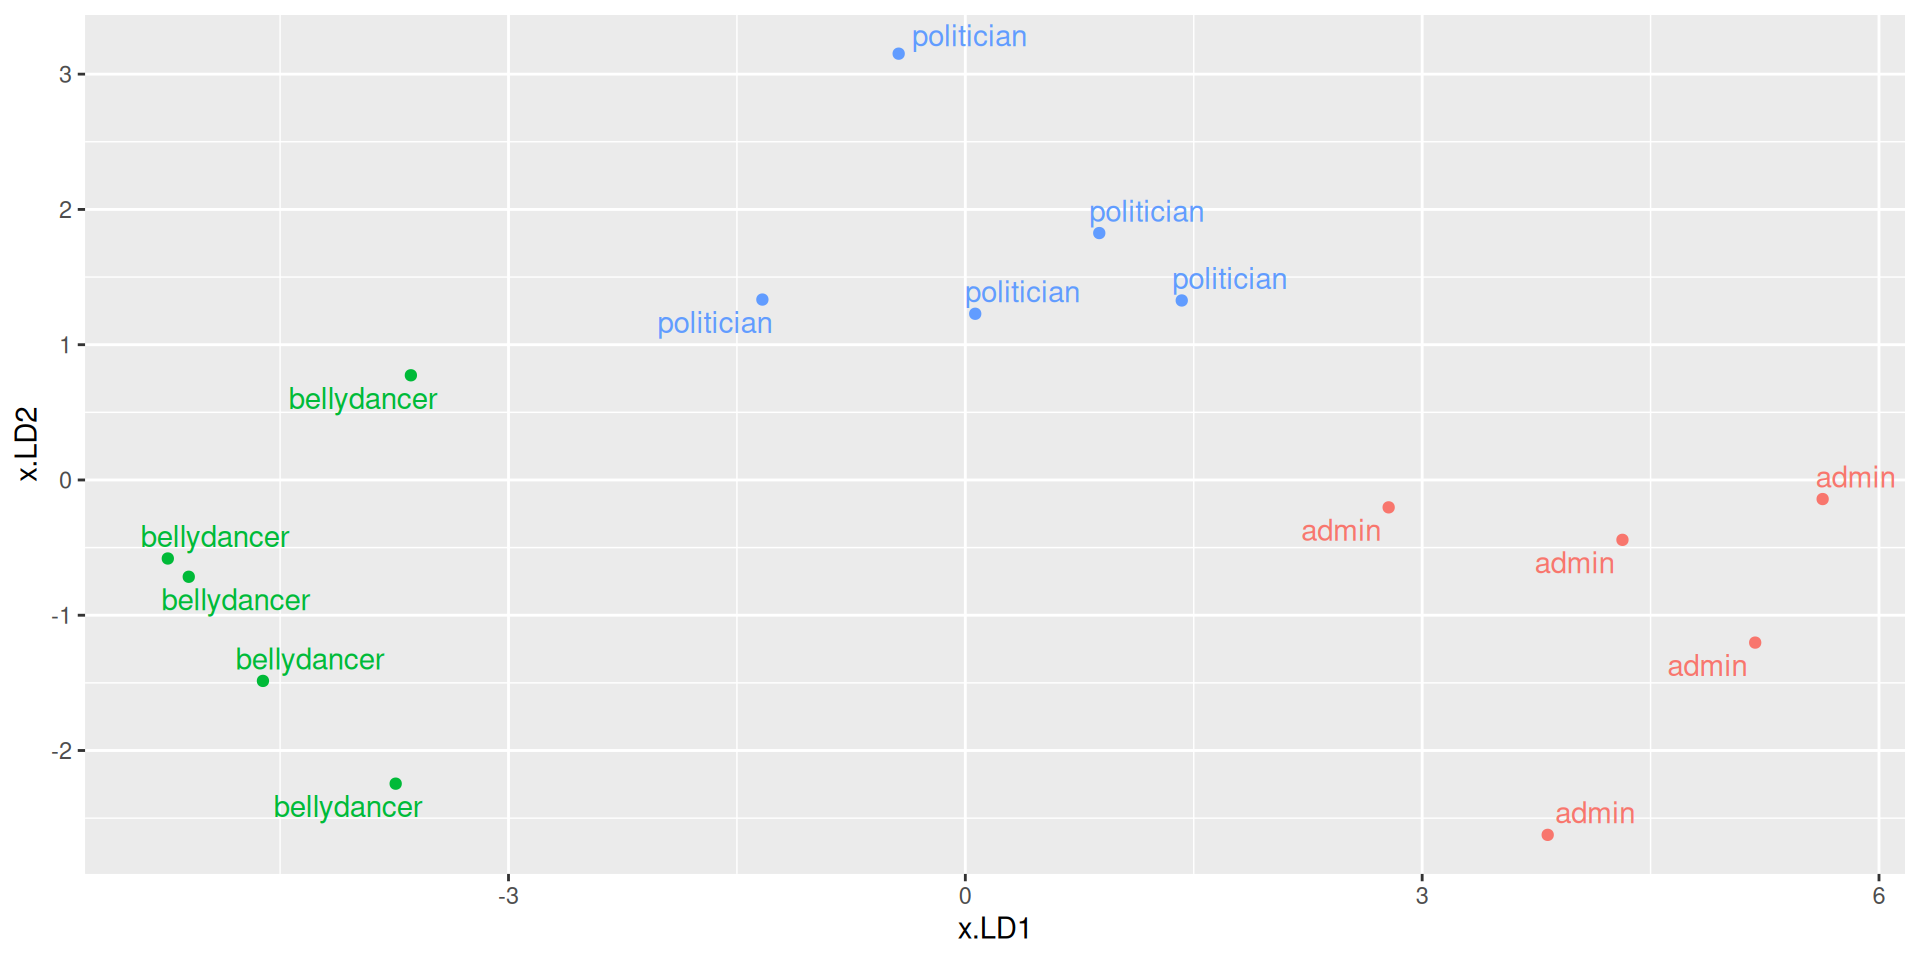 politician
3
politician
2
politician
politician
politician
1
bellydancer
x.LD2
0
admin
admin
bellydancer
admin
bellydancer
-1
bellydancer
admin
-2
bellydancer
admin
-3
0
3
6
x.LD1